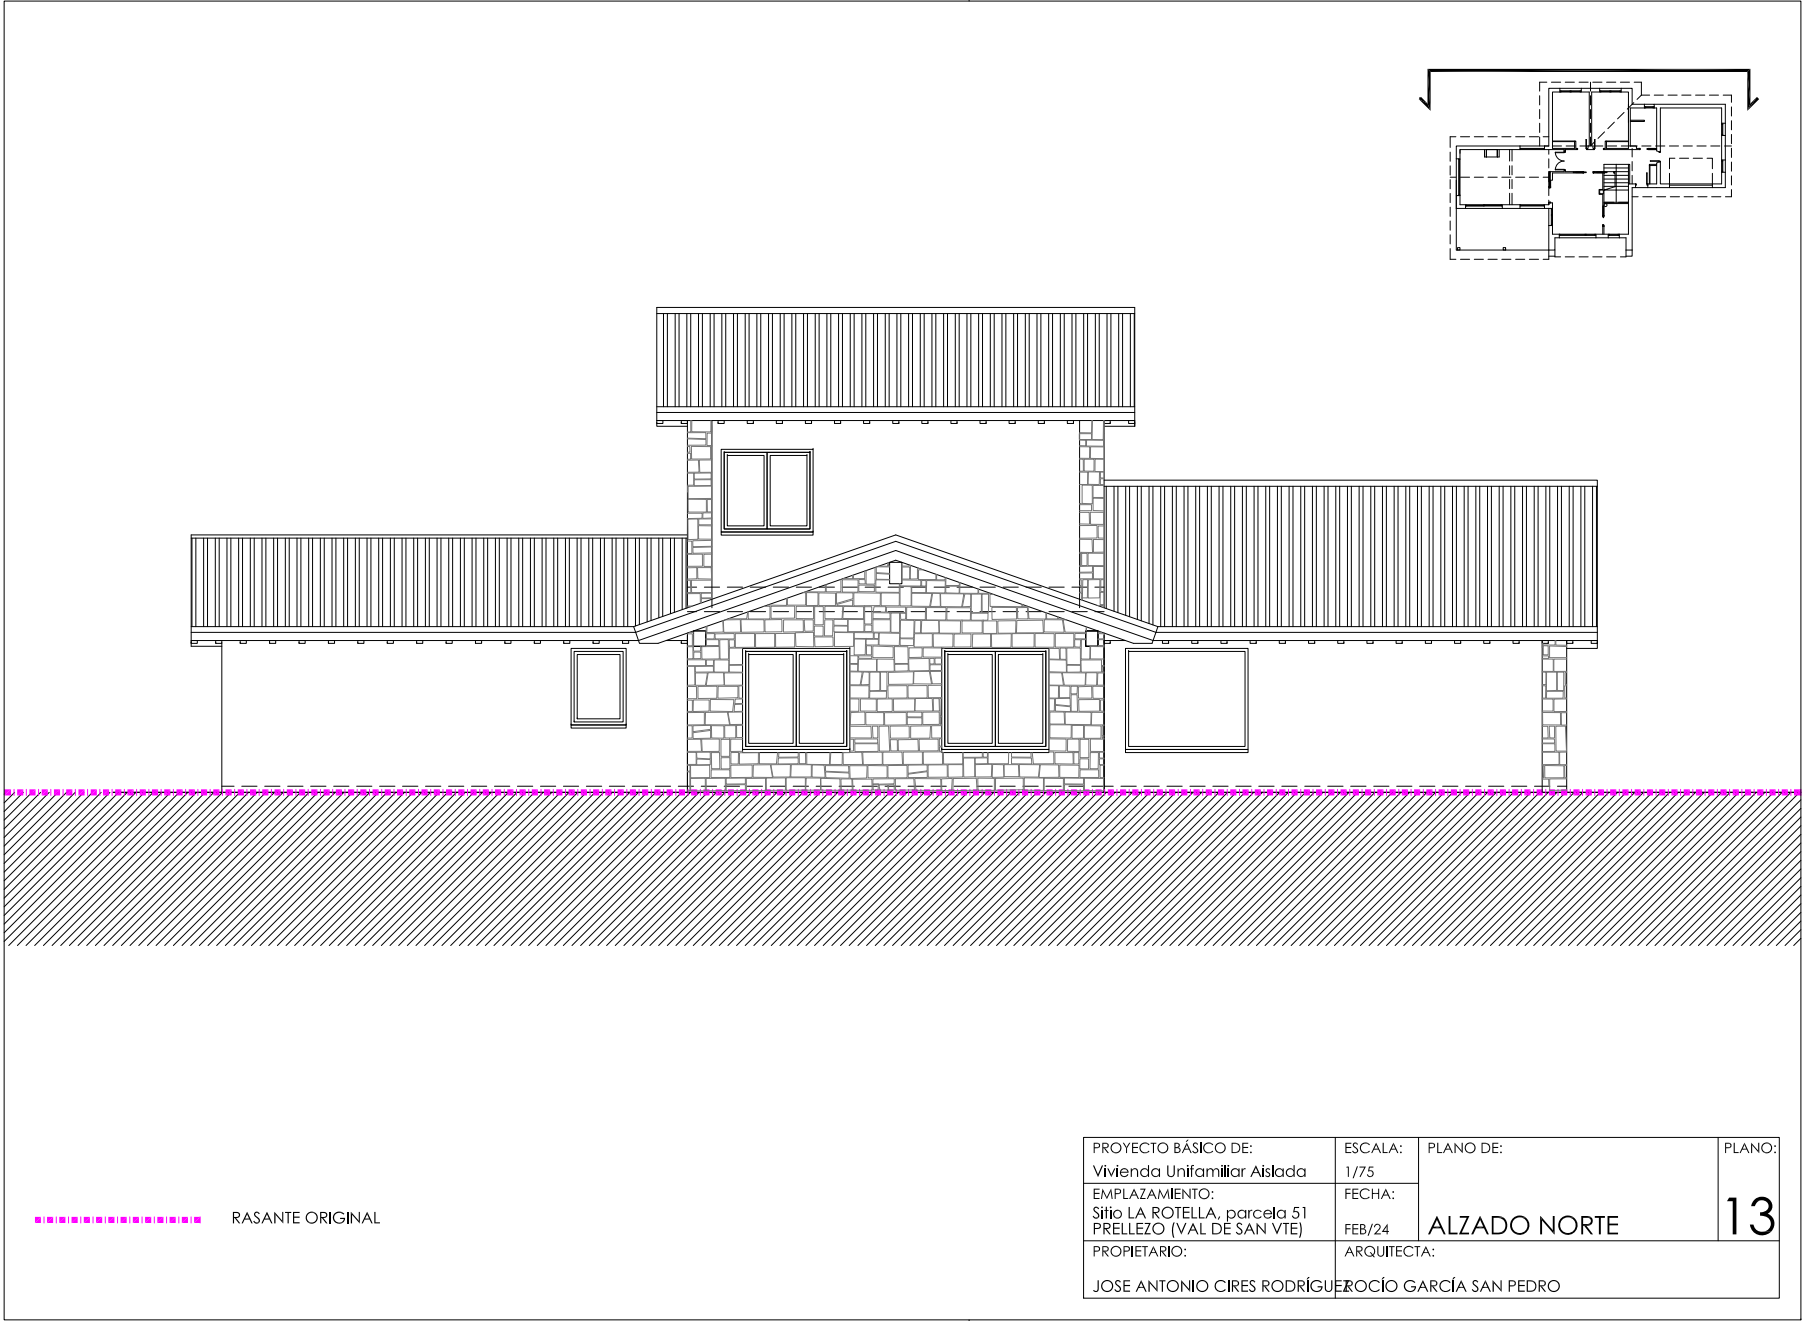 RASANTE ORIGINAL
PROYECTO BÁSICO DE:
Vivienda Unifamiliar Aislada
ESCALA:
1/75
PLANO DE:
ALZADO NORTE
PLANO:
13
EMPLAZAMIENTO:
Sitio LA ROTELLA, parcela 51
PRELLEZO (VAL DE SAN VTE)
FECHA:
FEB/24
PROPIETARIO:
JOSE ANTONIO CIRES RODRÍGUEZ
ARQUITECTA:
ROCÍO GARCÍA SAN PEDRO